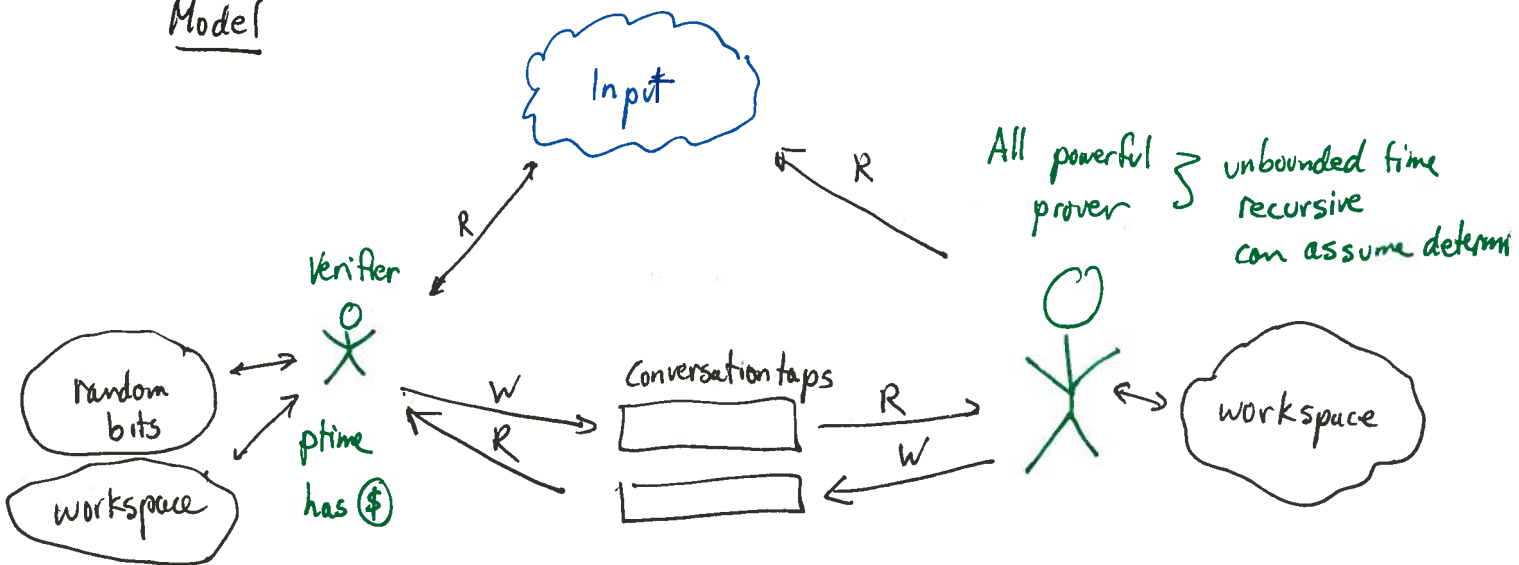 Model
Input
R
R
All powerful } unbounded time
prover recursive
can assume determi
Verifier
random
bits
W
R
Conversation taps
R
W
workspace
ptime
has $
workspace